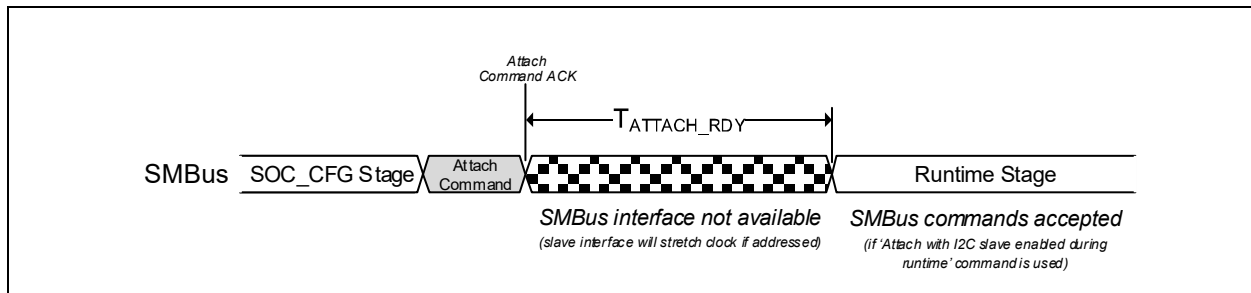 Attach
Command ACK
TATTACH_RDY
SMBus
SOC_CFG Stage
Attach
Command
Runtime Stage
SMBus interface not available
(slave interface will stretch clock if addressed)
SMBus commands accepted
(if ‘Attach with I2C slave enabled during
runtime’ command is used)